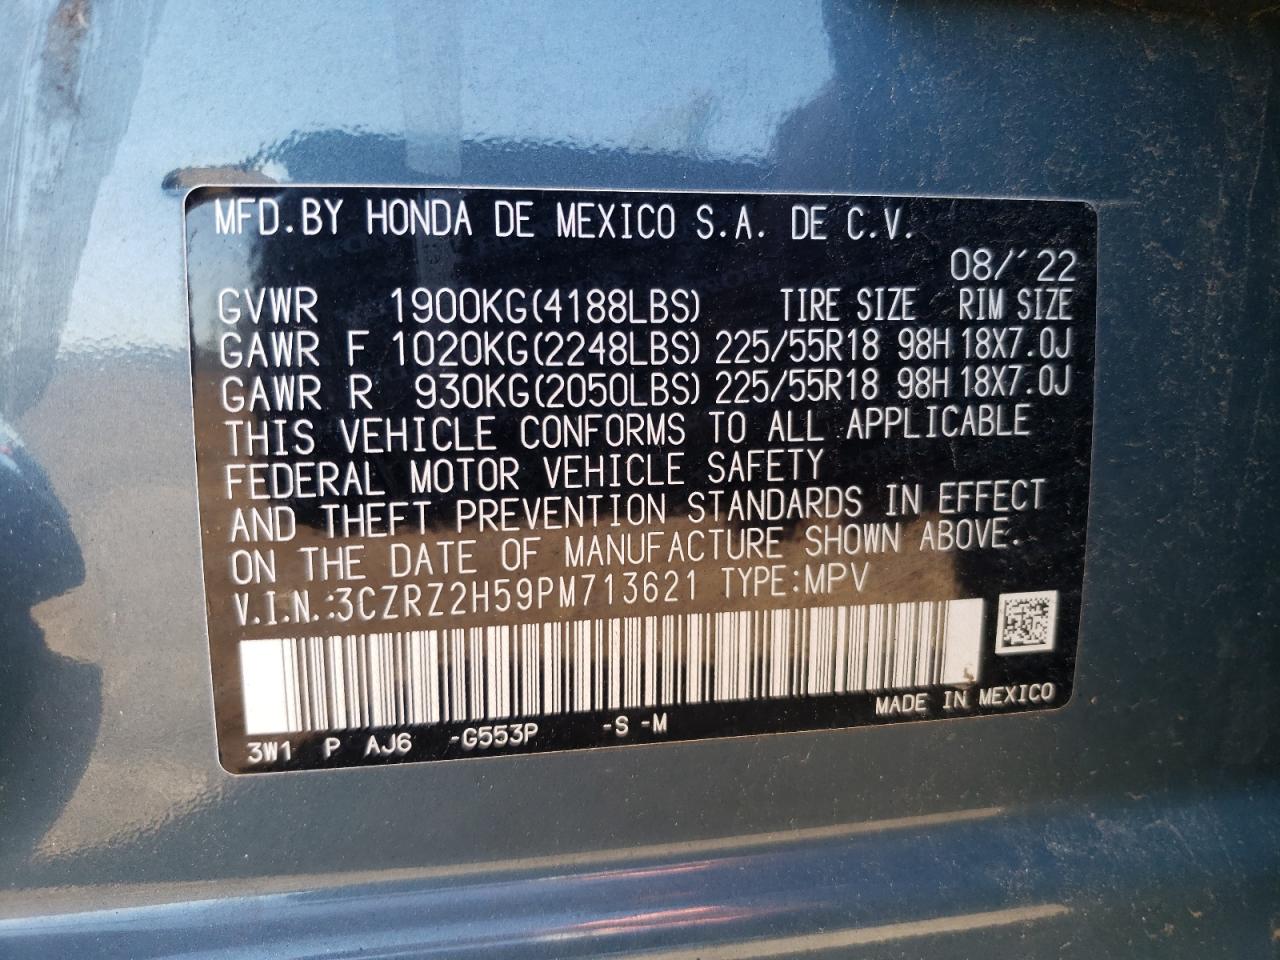 MFD.BY HONDA DE MEXICO S.A. DE C.V.
08/'22
GVWR 1900KG(4188LBS) TIRE SIZE RIM SIZE
GAWR F 1020KG(2248LBS) 225/55R18 98H 18X7.0J
GAWR R 930KG(2050LBS) 225/55R18 98H 18X7.0J
THIS VEHICLE CONFORMS TO ALL APPLICABLE
FEDERAL MOTOR VEHICLE SAFETY
AND THEFT PREVENTION STANDARDS IN EFFECT
ON THE DATE OF MANUFACTURE SHOWN ABOVE.
V.I.N.:3CZRZ2H59PM713621 TYPE:MPV
MADE IN MEXICO
3W1 P AJ6 -G553P -S -M